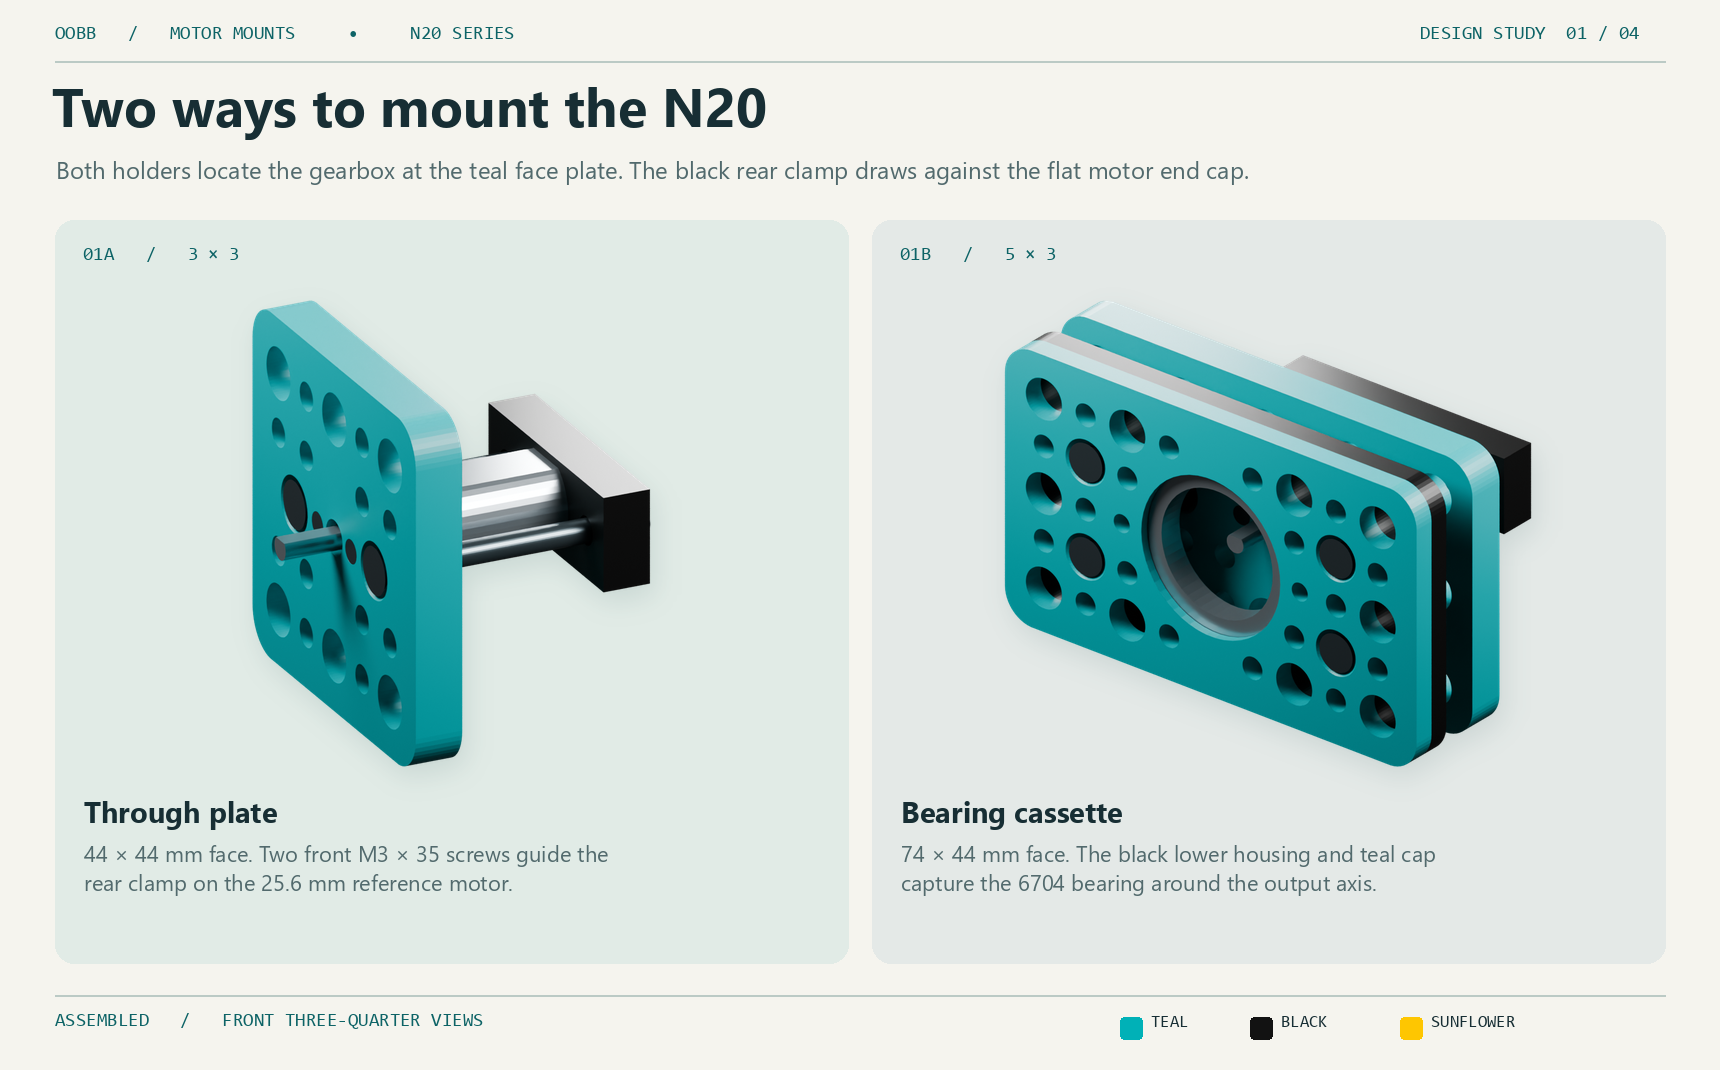 OOBB / MOTOR MOUNTS • N20 SERIES
DESIGN STUDY 01 / 04
Two ways to mount the N20
Both holders locate the gearbox at the teal face plate. The black rear clamp draws against the flat motor end cap.
01A / 3 × 3
Through plate
44 × 44 mm face. Two front M3 × 35 screws guide the
rear clamp on the 25.6 mm reference motor.
01B / 5 × 3
Bearing cassette
74 × 44 mm face. The black lower housing and teal cap
capture the 6704 bearing around the output axis.
ASSEMBLED / FRONT THREE-QUARTER VIEWS
TEAL
BLACK
SUNFLOWER